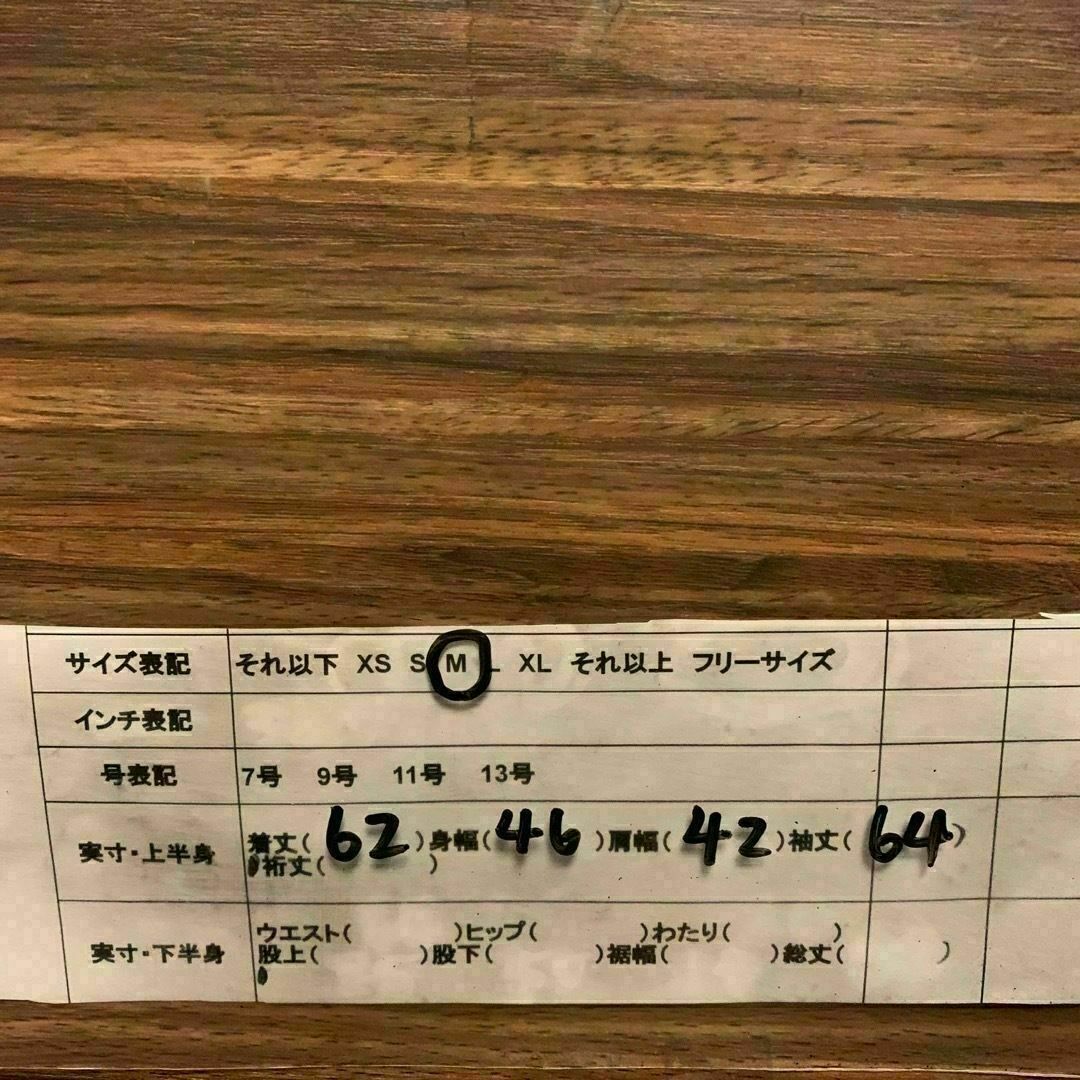 サイズ表記 それ以下 XS S M L XL それ以上 フリーサイズ
インチ表記
号表記 7号 9号 11号 13号
実寸・上半身 着丈( 62 )身幅( 46 )肩幅( 42 )袖丈( 64 )
裄丈( )
実寸・下半身 ウエスト( )ヒップ( )わたり( )
股上( )股下( )裾幅( )総丈( )